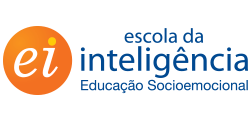 ei
escola da
inteligência
Educação Socioemocional